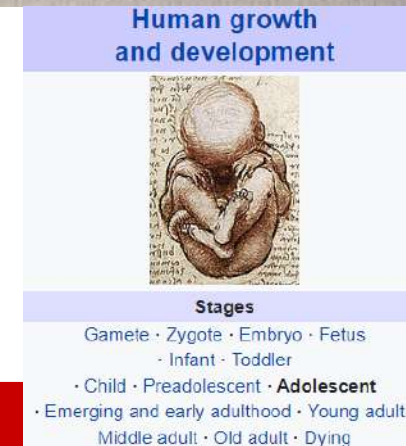 Human growth
and development
Stages
Gamete · Zygote · Embryo · Fetus
· Infant · Toddler
· Child · Preadolescent · Adolescent
· Emerging and early adulthood · Young adult
Middle adult · Old adult · Dying